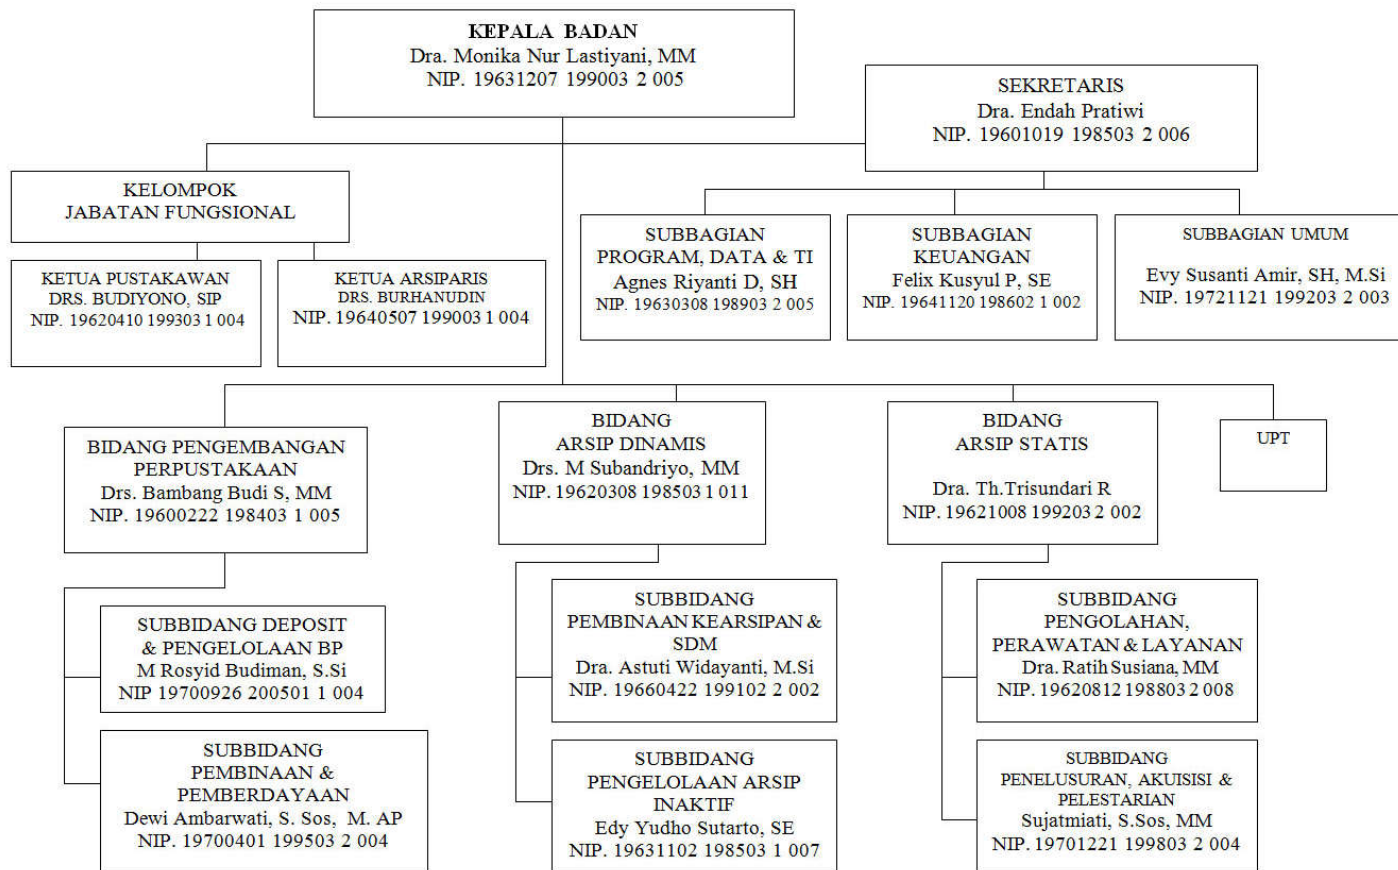 KEPALA BADAN
Dra. Monika Nur Lastiyani, MM
NIP. 19631207 199003 2 005
SEKRETARIS
Dra. Endah Pratiwi
NIP. 19601019 198503 2 006
KELOMPOK
JABATAN FUNGSIONAL
KETUA PUSTAKAWAN
DRS. BUDIYONO, SIP
NIP. 19620410 199303 1 004
KETUA ARSIPARIS
DRS. BURHANUDIN
NIP. 19640507 199003 1 004
SUBBAGIAN
PROGRAM, DATA & TI
Agnes Riyanti D, SH
NIP. 19630308 198903 2 005
SUBBAGIAN
KEUANGAN
Felix Kusyul P, SE
NIP. 19641120 198602 1 002
SUBBAGIAN UMUM
Evy Susanti Amir, SH, M.Si
NIP. 19721121 199203 2 003
BIDANG PENGEMBANGAN
PERPUSTAKAAN
Drs. Bambang Budi S, MM
NIP. 19600222 198403 1 005
BIDANG
ARSIP DINAMIS
Drs. M Subandriyo, MM
NIP. 19620308 198503 1 011
BIDANG
ARSIP STATIS
Dra. Th.Trisundari R
NIP. 19621008 199203 2 002
UPT
SUBBIDANG DEPOSIT
& PENGELOLAAN BP
M Rosyid Budiman, S.Si
NIP 19700926 200501 1 004
SUBBIDANG
PEMBINAAN &
PEMBERDAYAAN
Dewi Ambarwati, S. Sos, M. AP
NIP. 19700401 199503 2 004
SUBBIDANG
PEMBINAAN KEARSIPAN &
SDM
Dra. Astuti Widayanti, M.Si
NIP. 19660422 199102 2 002
SUBBIDANG
PENGELOLAAN ARSIP
INAKTIF
Edy Yudho Sutarto, SE
NIP. 19631102 198503 1 007
SUBBIDANG
PENGOLAHAN,
PERAWATAN & LAYANAN
Dra. Ratih Susiana, MM
NIP. 19620812 198803 2 008
SUBBIDANG
PENELUSURAN, AKUISISI &
PELESTARIAN
Sujatmiati, S.Sos, MM
NIP. 19701221 199803 2 004